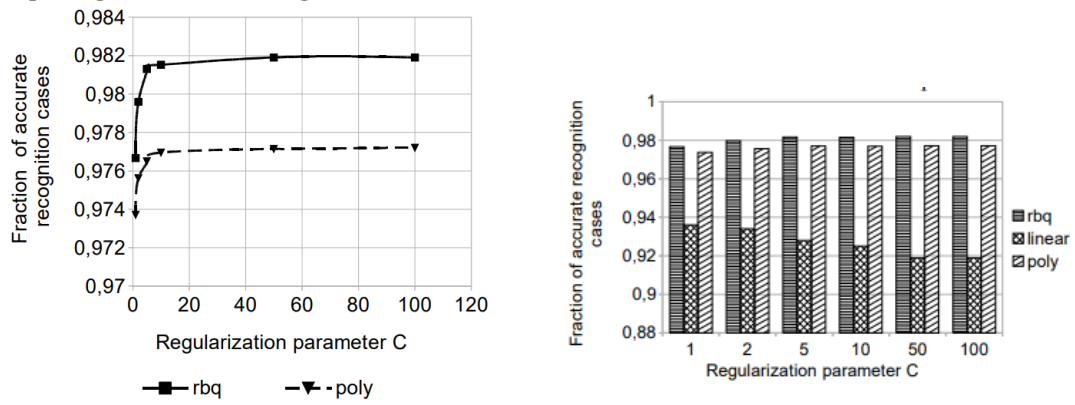 0,984
0,982
0,98
0,978
0,976
0,974
0,972
0,97
0 20 40 60 80 100 120
Fraction of accurate
recognition cases
Regularization parameter C
rbq poly
1
0,98
0,96
0,94
0,92
0,9
0,88
1 2 5 10 50 100
Fraction of accurate recognition
cases
Regularization parameter C
rbq
linear
poly